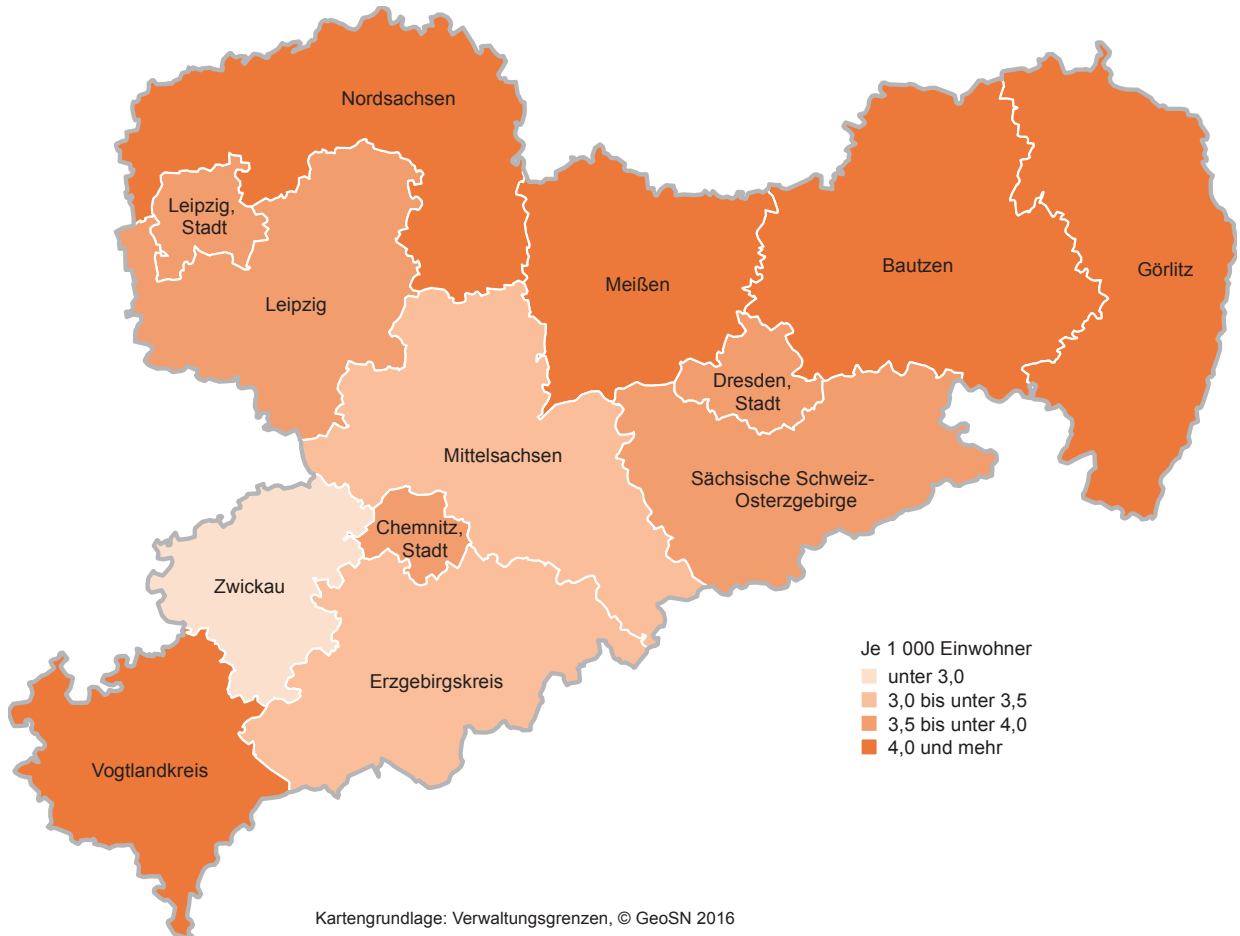 Nordsachsen
Leipzig,
Stadt
Leipzig
Meißen
Bautzen
Görlitz
Dresden,
Stadt
Mittelsachsen
Sächsische Schweiz-
Osterzgebirge
Chemnitz,
Stadt
Zwickau
Erzgebirgskreis
Vogtlandkreis
Je 1 000 Einwohner
unter 3,0
3,0 bis unter 3,5
3,5 bis unter 4,0
4,0 und mehr
Kartengrundlage: Verwaltungsgrenzen, © GeoSN 2016